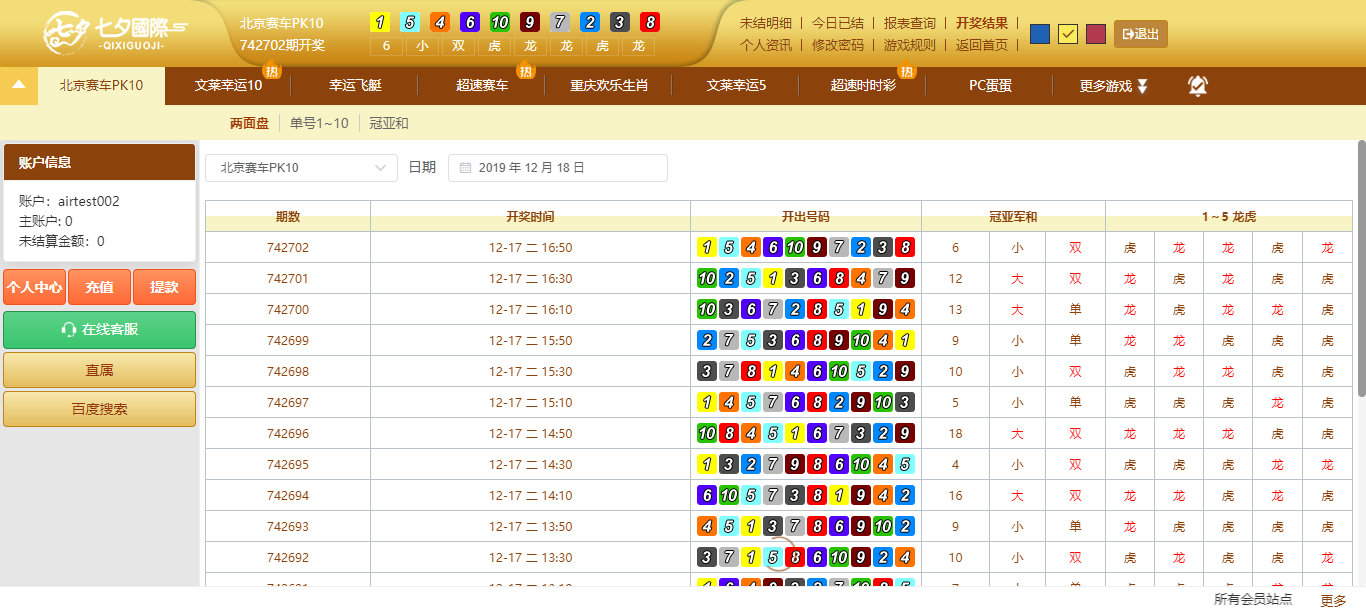 七夕 七夕國際
-QIXIGUOJI-
北京赛车PK10
742702期开奖
1 5 4 6 10 9 7 2 3 8
6 小 双 虎 龙 龙 虎 龙
未结明细 | 今日已结 | 报表查询 | 开奖结果 |
个人资讯 | 修改密码 | 游戏规则 | 返回首页 |
退出
北京赛车PK10 文莱幸运10 热 幸运飞艇 超速赛车 热 重庆欢乐生肖 文莱幸运5 超速时时彩 热 PC蛋蛋 更多游戏
两面盘 单号1~10 冠亚和
账户信息
账户：airtest002
主账户: 0
未结算金额：0
个人中心 充值 提款
在线客服
直属
百度搜索
北京赛车PK10 日期 2019 年 12 月 18 日
期数 开奖时间 开出号码 冠亚军和 1 ~ 5 龙虎
742702 12-17 二 16:50 1 5 4 6 10 9 7 2 3 8 6 小 双 虎 龙 龙 虎 龙
742701 12-17 二 16:30 10 2 5 1 3 6 8 4 7 9 12 大 双 龙 虎 龙 虎 虎
742700 12-17 二 16:10 10 3 6 7 2 8 5 1 9 4 13 大 单 龙 虎 龙 龙 虎
742699 12-17 二 15:50 2 7 5 3 6 8 9 10 4 1 9 小 单 龙 龙 虎 虎 虎
742698 12-17 二 15:30 3 7 8 1 4 6 10 5 2 9 10 小 双 虎 龙 龙 虎 虎
742697 12-17 二 15:10 1 4 5 7 6 8 2 9 10 3 5 小 单 虎 虎 虎 龙 虎
742696 12-17 二 14:50 10 8 4 5 1 6 7 3 2 9 18 大 双 龙 龙 龙 虎 虎
742695 12-17 二 14:30 1 3 2 7 9 8 6 10 4 5 4 小 双 虎 虎 虎 龙 龙
742694 12-17 二 14:10 6 10 5 7 3 8 1 9 4 2 16 大 双 龙 龙 虎 龙 虎
742693 12-17 二 13:50 4 5 1 3 7 8 6 9 10 2 9 小 单 龙 虎 虎 虎 虎
742692 12-17 二 13:30 3 7 1 5 8 6 10 9 2 4 10 小 双 虎 龙 虎 虎 龙
所有会员站点 更多